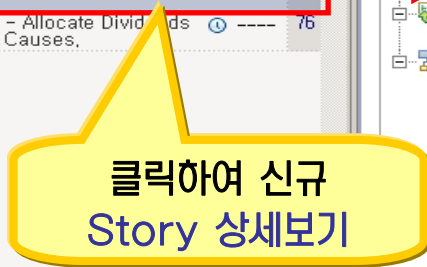 - Allocate Dividends ---- 76
Causes,
클릭하여 신규
Story 상세보기